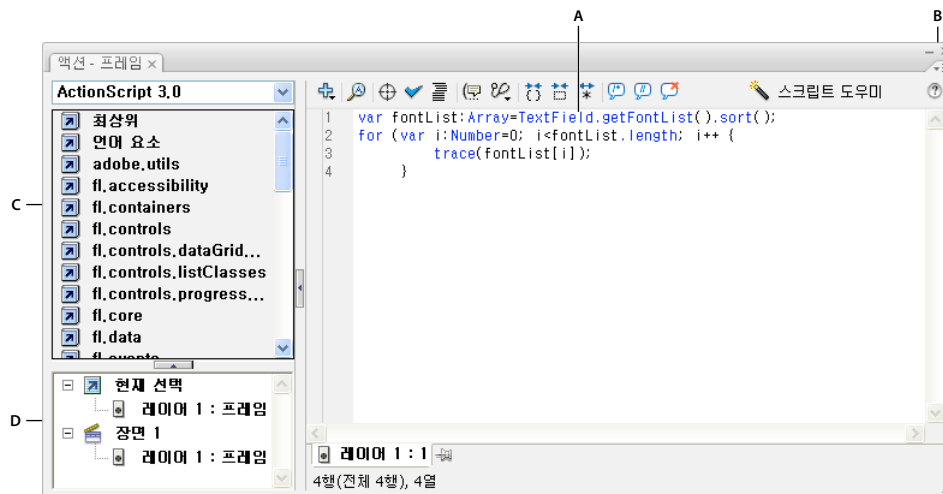 A
B
액션 - 프레임 ×
ActionScript 3.0
스크립트 도우미
최상위
언어 요소
adobe.utils
fl.accessibility
fl.containers
fl.controls
fl.controls.dataGrid...
fl.controls.listClasses
fl.controls.progress...
fl.core
fl.data
fl.events
C
1 var fontList:Array=TextField.getFontList().sort();
2 for (var i:Number=0; i<fontList.length; i++ {
3 trace(fontList[i]);
4 }
현재 선택
레이어 1 : 프레임
D
장면 1
레이어 1 : 프레임
레이어 1 : 1
4행(전체 4행), 4열